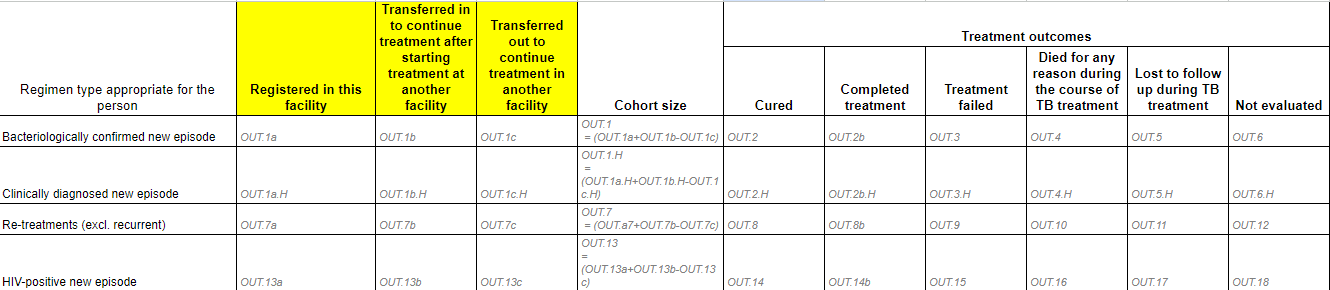 Regimen type appropriate for the
person
Registered in this
facility
Transferred in
to continue
treatment after
starting
treatment at
another
facility
Transferred
out to
continue
treatment in
another
facility
Cohort size
Treatment outcomes
Cured
Completed
treatment
Treatment
failed
Died for any
reason during
the course of
TB treatment
Lost to follow
up during TB
treatment
Not evaluated
Bacteriologically confirmed new episode
OUT.1a
OUT.1b
OUT.1c
OUT.1
= (OUT.1a+OUT.1b-OUT.1c)
OUT.2
OUT.2b
OUT.3
OUT.4
OUT.5
OUT.6
Clinically diagnosed new episode
OUT.1a.H
OUT.1b.H
OUT.1c.H
OUT.1.H
=
(OUT.1a.H+OUT.1b.H-OUT.1
c.H)
OUT.2.H
OUT.2b.H
OUT.3.H
OUT.4.H
OUT.5.H
OUT.6.H
Re-treatments (excl. recurrent)
OUT.7a
OUT.7b
OUT.7c
OUT.7
= (OUT.a7+OUT.7b-OUT.7c)
OUT.8
OUT.8b
OUT.9
OUT.10
OUT.11
OUT.12
HIV-positive new episode
OUT.13a
OUT.13b
OUT.13c
OUT.13
=
(OUT.13a+OUT.13b-OUT.13
c)
OUT.14
OUT.14b
OUT.15
OUT.16
OUT.17
OUT.18